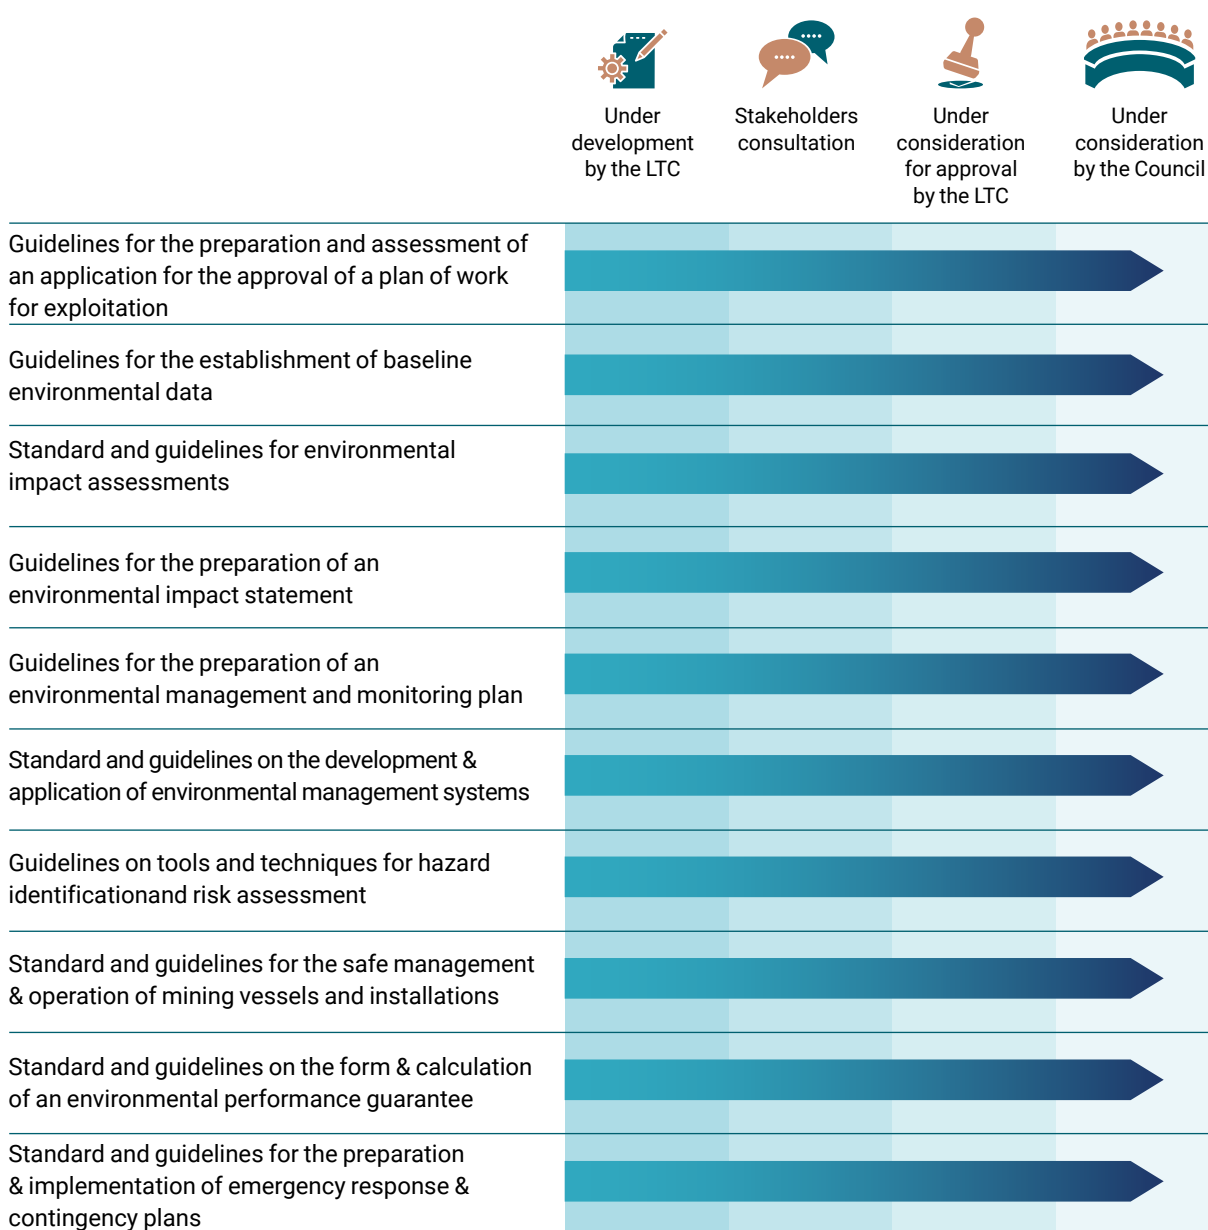 Under
development
by the LTC
Stakeholders
consultation
Under
consideration
for approval
by the LTC
Under
consideration
by the Council
Guidelines for the preparation and assessment of
an application for the approval of a plan of work
for exploitation
Guidelines for the establishment of baseline
environmental data
Standard and guidelines for environmental
impact assessments
Guidelines for the preparation of an
environmental impact statement
Guidelines for the preparation of an
environmental management and monitoring plan
Standard and guidelines on the development &
application of environmental management systems
Guidelines on tools and techniques for hazard
identificationand risk assessment
Standard and guidelines for the safe management
& operation of mining vessels and installations
Standard and guidelines on the form & calculation
of an environmental performance guarantee
Standard and guidelines for the preparation
& implementation of emergency response &
contingency plans